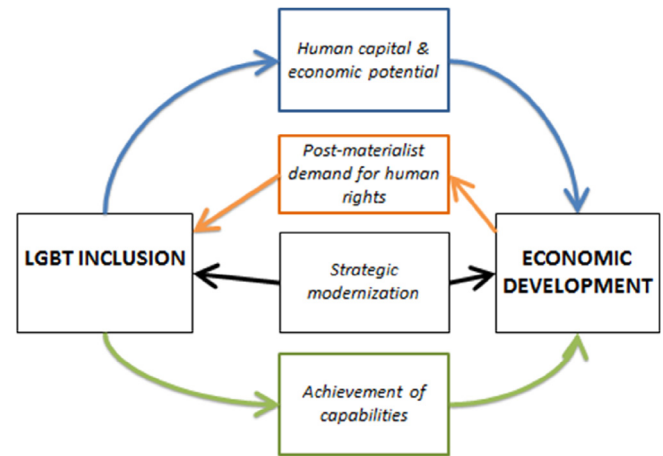 Human capital &
economic potential
Post-materialist
demand for human
rights
LGBT INCLUSION
Strategic
modernization
ECONOMIC
DEVELOPMENT
Achievement of
capabilities